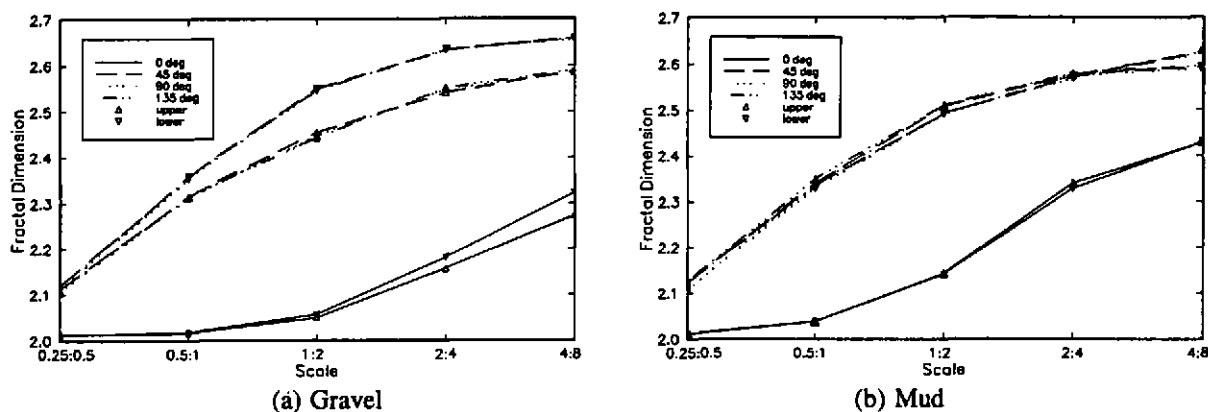 2.7
2.6
2.5
2.4
2.3
2.2
2.1
2.0
Fractal Dimension
0 deg
45 deg
90 deg
135 deg
upper
lower
0.25:0.5
0.5:1
1:2
2:4
4:8
Scale
(a) Gravel
2.7
2.6
2.5
2.4
2.3
2.2
2.1
2.0
Fractal Dimension
0 deg
45 deg
90 deg
135 deg
upper
lower
0.25:0.5
0.5:1
1:2
2:4
4:8
Scale
(b) Mud